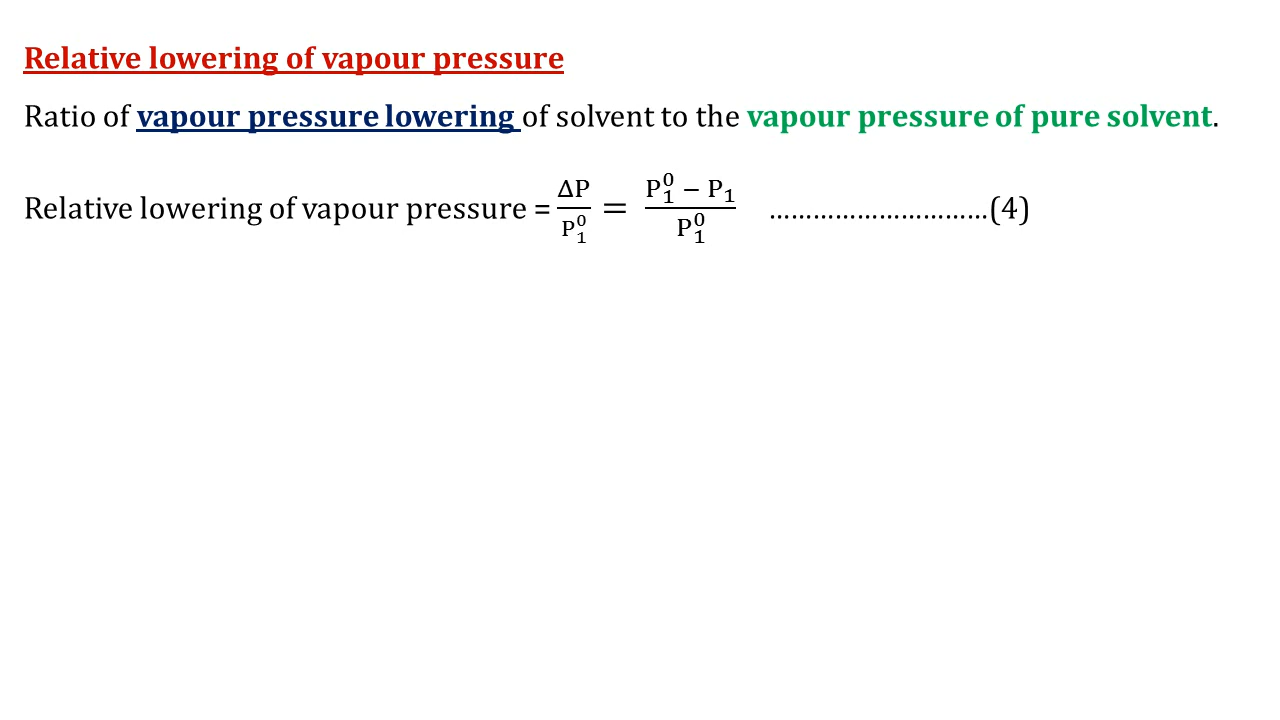 Relative lowering of vapour pressure
Ratio of vapour pressure lowering of solvent to the vapour pressure of pure solvent.
Relative lowering of vapour pressure = ΔP/P₁⁰ = (P₁⁰ − P₁)/P₁⁰ …………………………(4)